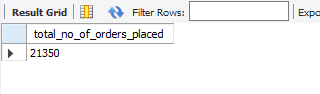 Result Grid Filter Rows: Expo
total_no_of_orders_placed
21350